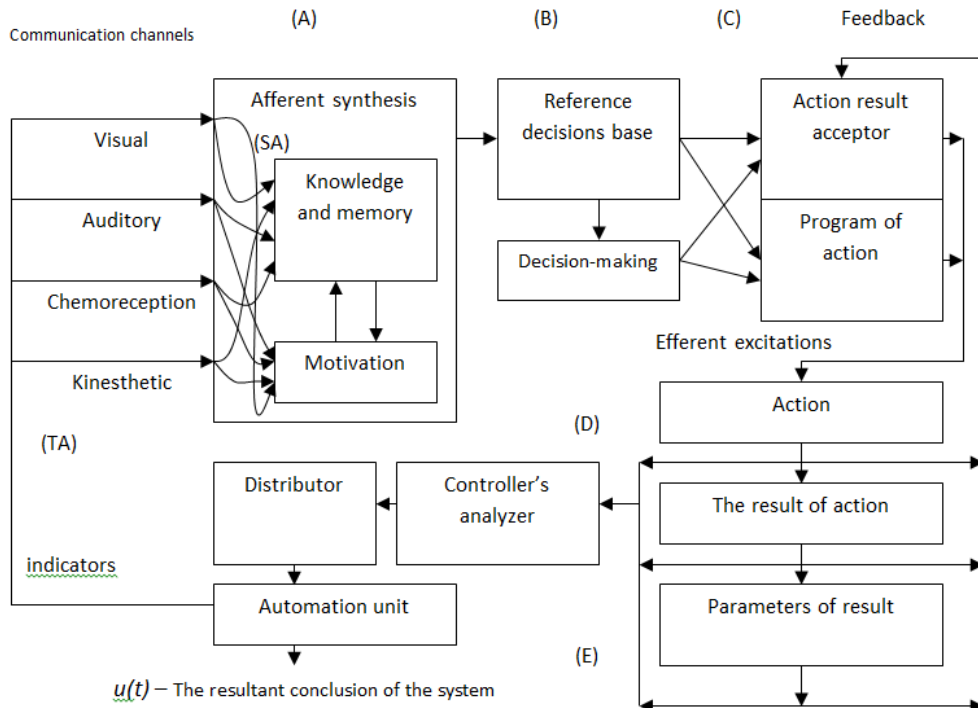 (A)
(B)
(C)
Feedback
Communication channels
Afferent synthesis
(SA)
Visual
Auditory
Chemoreception
Kinesthetic
Knowledge
and memory
Motivation
Reference
decisions base
Decision-making
Action result
acceptor
Program of
action
Efferent excitations
Action
(D)
(TA)
Distributor
Controller’s
analyzer
The result of action
indicators
Automation unit
Parameters of result
(E)
u(t) – The resultant conclusion of the system